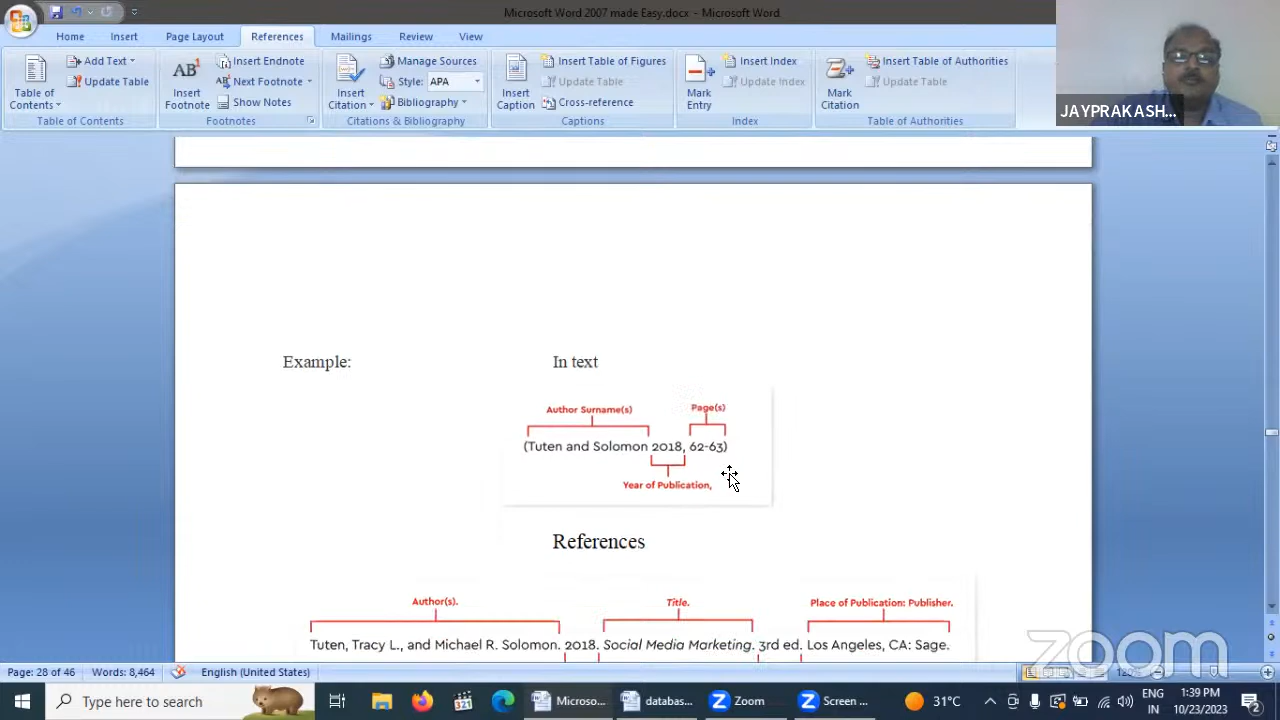 Microsoft Word 2007 made Easy.docx - Microsoft Word
Home Insert Page Layout References Mailings Review View
Table of Contents
Add Text
Update Table
Table of Contents
AB1
Insert Footnote
Insert Endnote
Next Footnote
Show Notes
Footnotes
Insert Citation
Manage Sources
Style: APA
Bibliography
Citations & Bibliography
Insert Caption
Insert Table of Figures
Update Table
Cross-reference
Captions
Mark Entry
Insert Index
Update Index
Index
Mark Citation
Insert Table of Authorities
Update Table
Table of Authorities
JAYPRAKASH...
Example: In text
Author Surname(s) Page(s)
(Tuten and Solomon 2018, 62-63)
Year of Publication,
References
Author(s). Title. Place of Publication: Publisher.
Tuten, Tracy L., and Michael R. Solomon. 2018. Social Media Marketing. 3rd ed. Los Angeles, CA: Sage.
zoom
Page: 28 of 46 Words: 8,464 English (United States)
Type here to search
321
Microso...
databas...
Zoom
Screen ...
31°C
ENG
IN
1:39 PM
10/23/2023
2